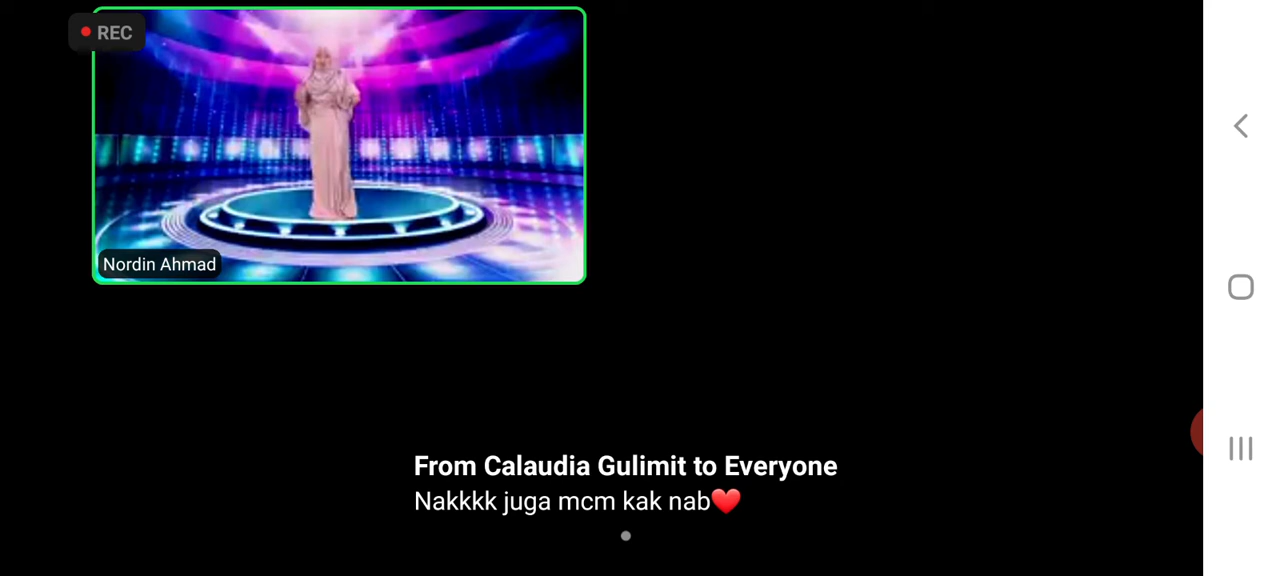 REC
Nordin Ahmad
From Calaudia Gulimit to Everyone
Nakkkk juga mcm kak nab❤️